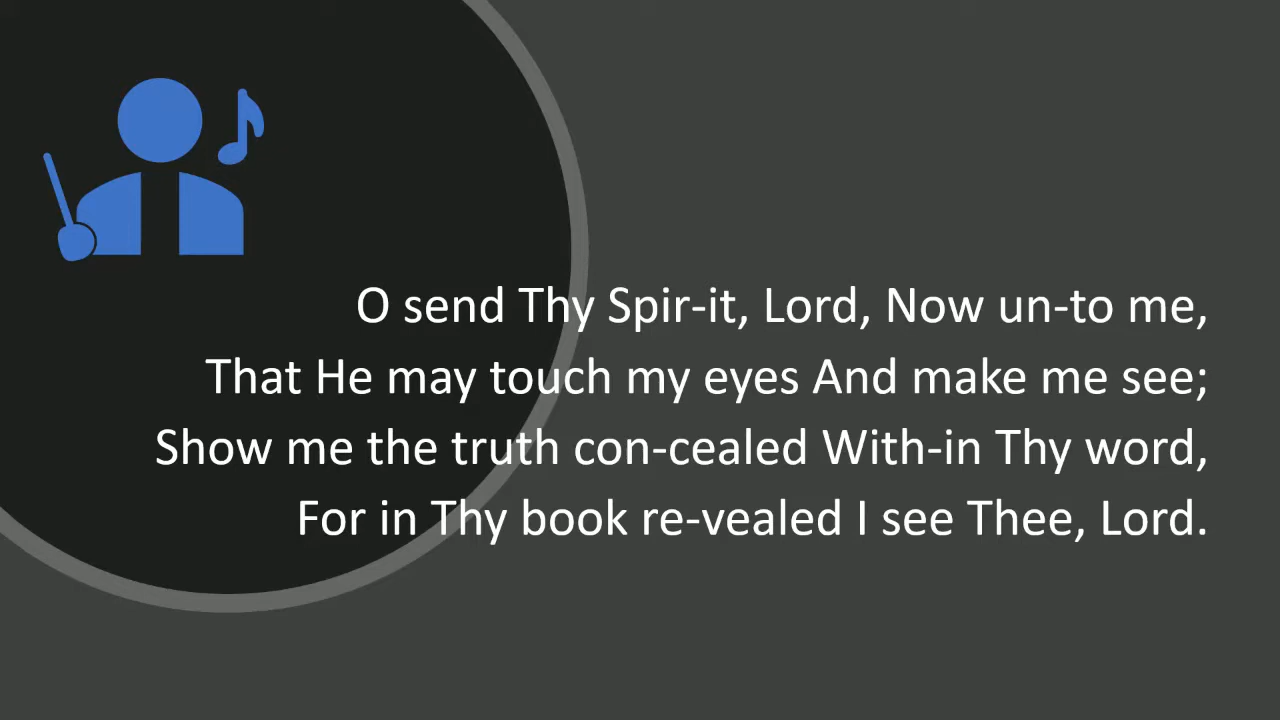 O send Thy Spir-it, Lord, Now un-to me,
That He may touch my eyes And make me see;
Show me the truth con-cealed With-in Thy word,
For in Thy book re-vealed I see Thee, Lord.